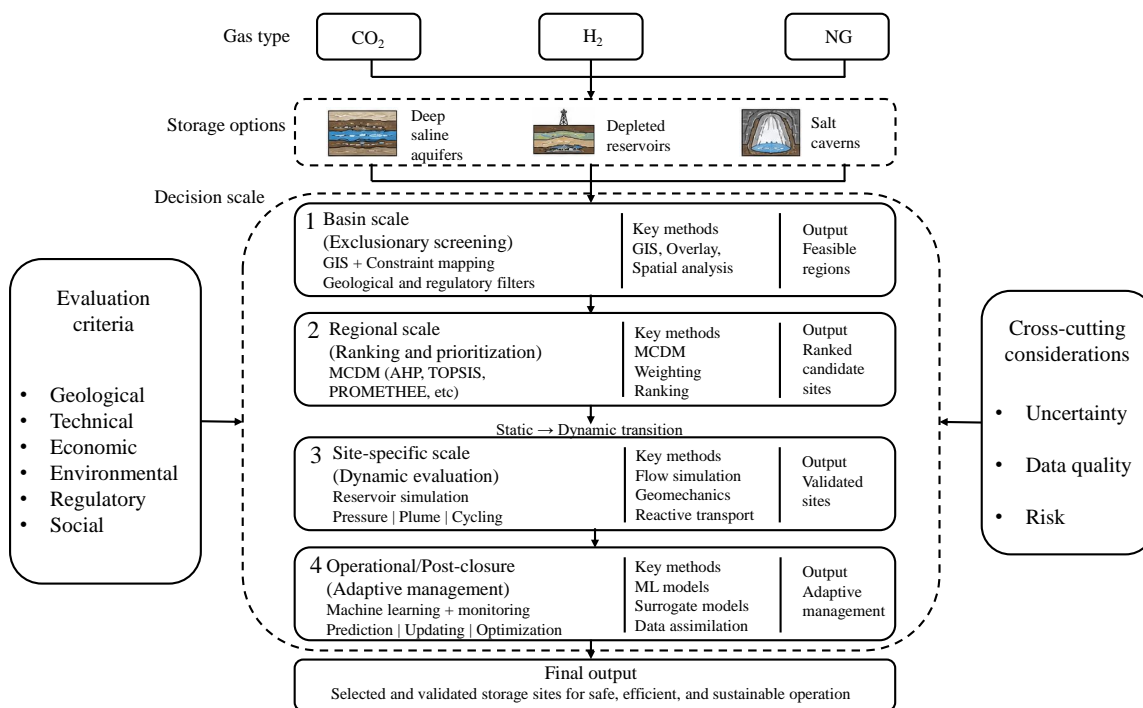 Gas type
CO₂
H₂
NG
Storage options
Deep
saline
aquifers
Depleted
reservoirs
Salt
caverns
Decision scale
1 Basin scale
(Exclusionary screening)
GIS + Constraint mapping
Geological and regulatory filters
Key methods
GIS, Overlay,
Spatial analysis
Output
Feasible
regions
2 Regional scale
(Ranking and prioritization)
MCDM (AHP, TOPSIS,
PROMETHEE, etc)
Key methods
MCDM
Weighting
Ranking
Output
Ranked
candidate
sites
Static → Dynamic transition
3 Site-specific scale
(Dynamic evaluation)
Reservoir simulation
Pressure | Plume | Cycling
Key methods
Flow simulation
Geomechanics
Reactive transport
Output
Validated
sites
4 Operational/Post-closure
(Adaptive management)
Machine learning + monitoring
Prediction | Updating | Optimization
Key methods
ML models
Surrogate models
Data assimilation
Output
Adaptive
management
Evaluation
criteria
• Geological
• Technical
• Economic
• Environmental
• Regulatory
• Social
Cross-cutting
considerations
• Uncertainty
• Data quality
• Risk
Final output
Selected and validated storage sites for safe, efficient, and sustainable operation